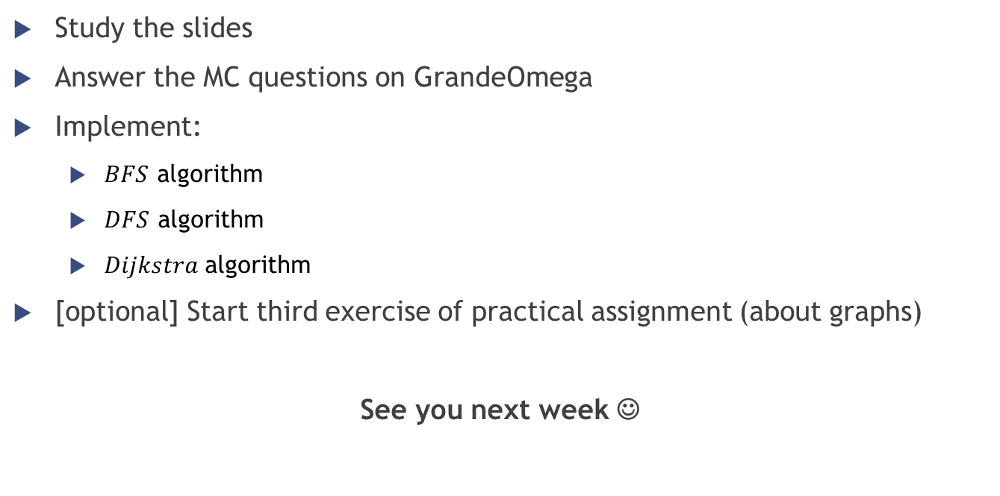 Study the slides
Answer the MC questions on GrandeOmega
Implement:
BFS algorithm
DFS algorithm
Dijkstra algorithm
[optional] Start third exercise of practical assignment (about graphs)
See you next week ☺